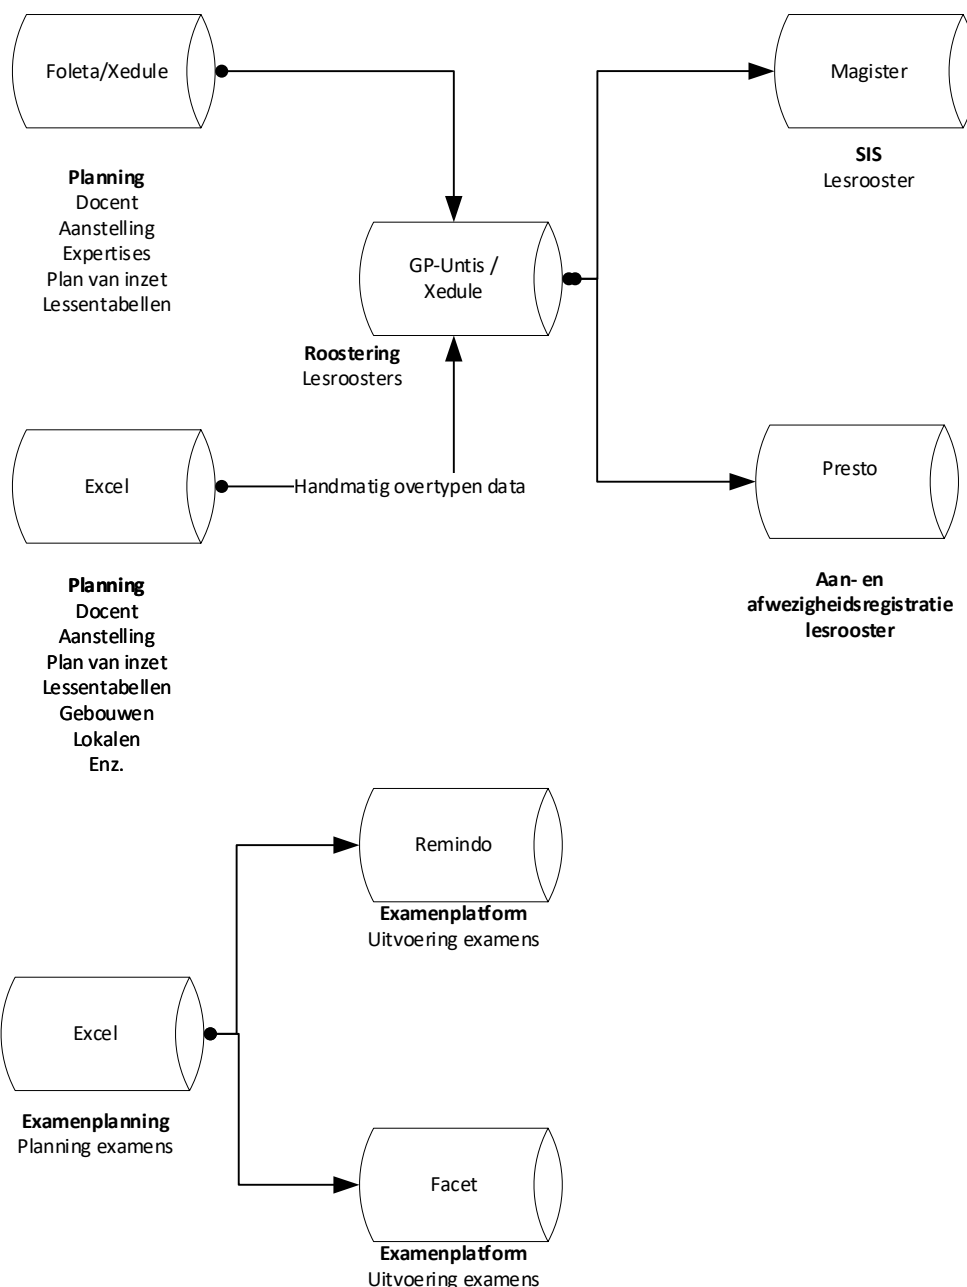 Foleta/Xedule
Planning
Docent
Aanstelling
Expertises
Plan van inzet
Lessentabellen
Magister
SIS
Lesrooster
GP-Untis /
Xedule
Roostering
Lesroosters
Excel
Handmatig overtypen data
Presto
Planning
Docent
Aanstelling
Plan van inzet
Lessentabellen
Gebouwen
Lokalen
Enz.
Aan- en
afwezigheidsregistratie
lesrooster
Remindo
Examenplatform
Uitvoering examens
Excel
Examenplanning
Planning examens
Facet
Examenplatform
Uitvoering examens